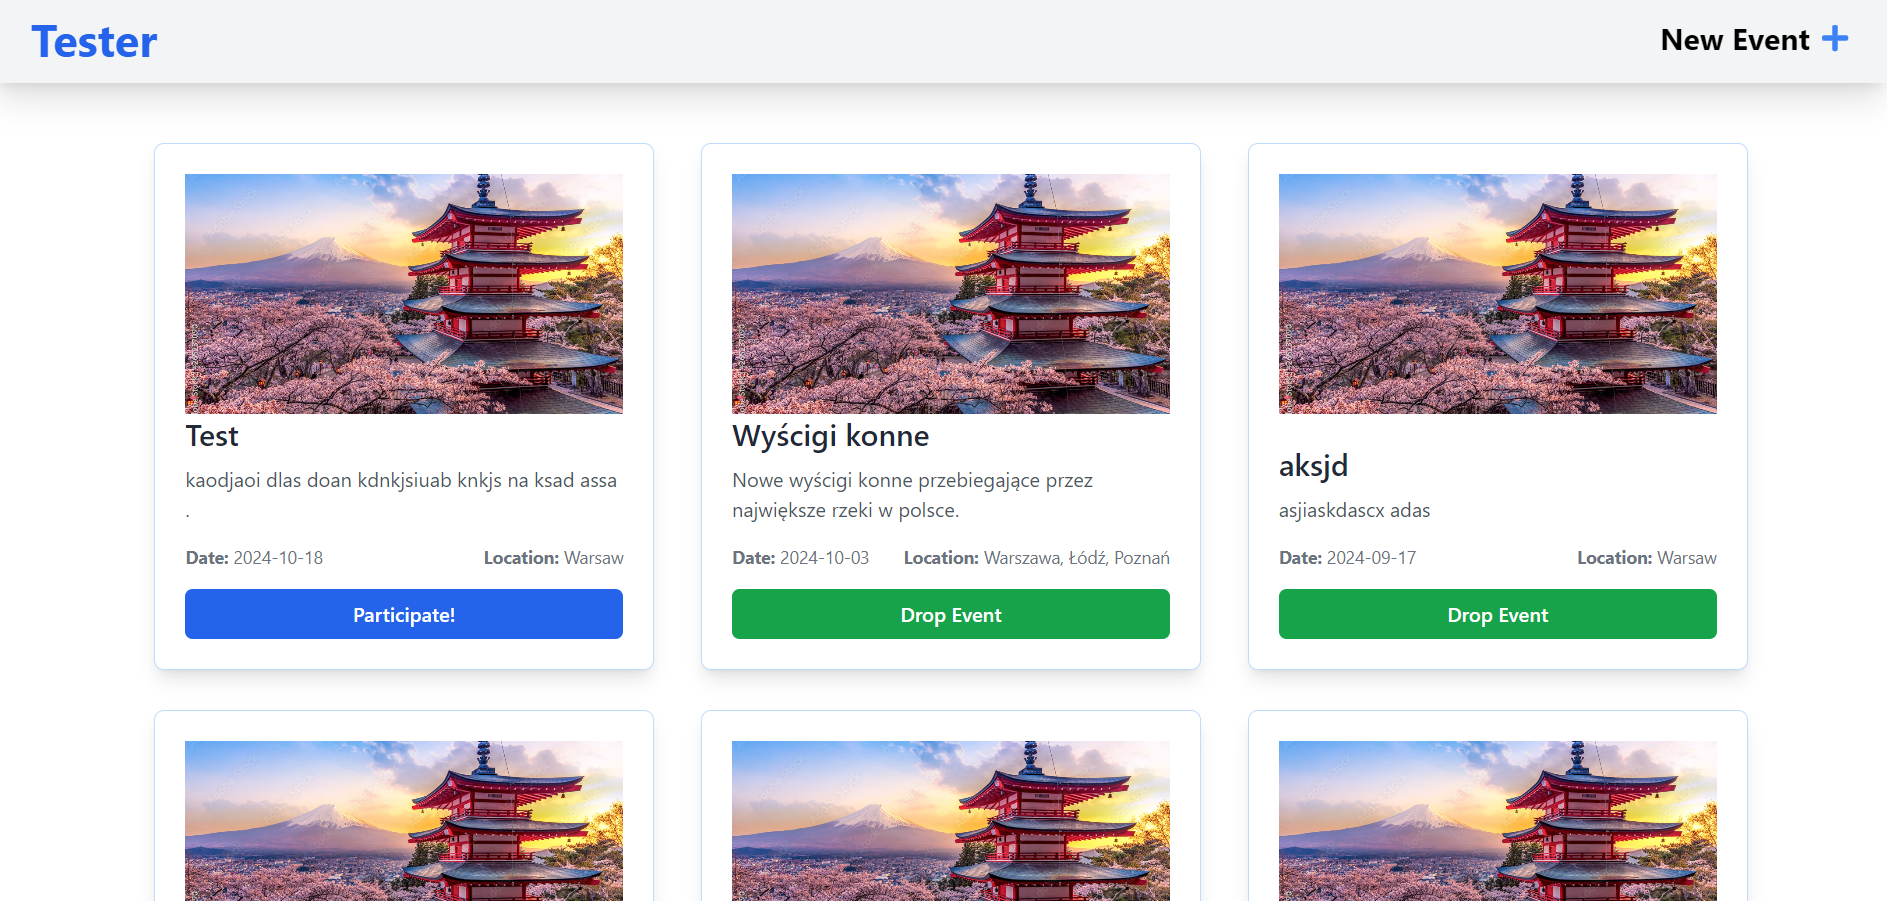 Tester
New Event
Test
kaodjaoi dlas doan kdnkjsiuab knkjs na ksad assa
.
Date: 2024-10-18 Location: Warsaw
Participate!
Wyścigi konne
Nowe wyścigi konne przebiegające przez
największe rzeki w polsce.
Date: 2024-10-03 Location: Warszawa, Łódź, Poznań
Drop Event
aksjd
asjiaskdascx adas
Date: 2024-09-17 Location: Warsaw
Drop Event